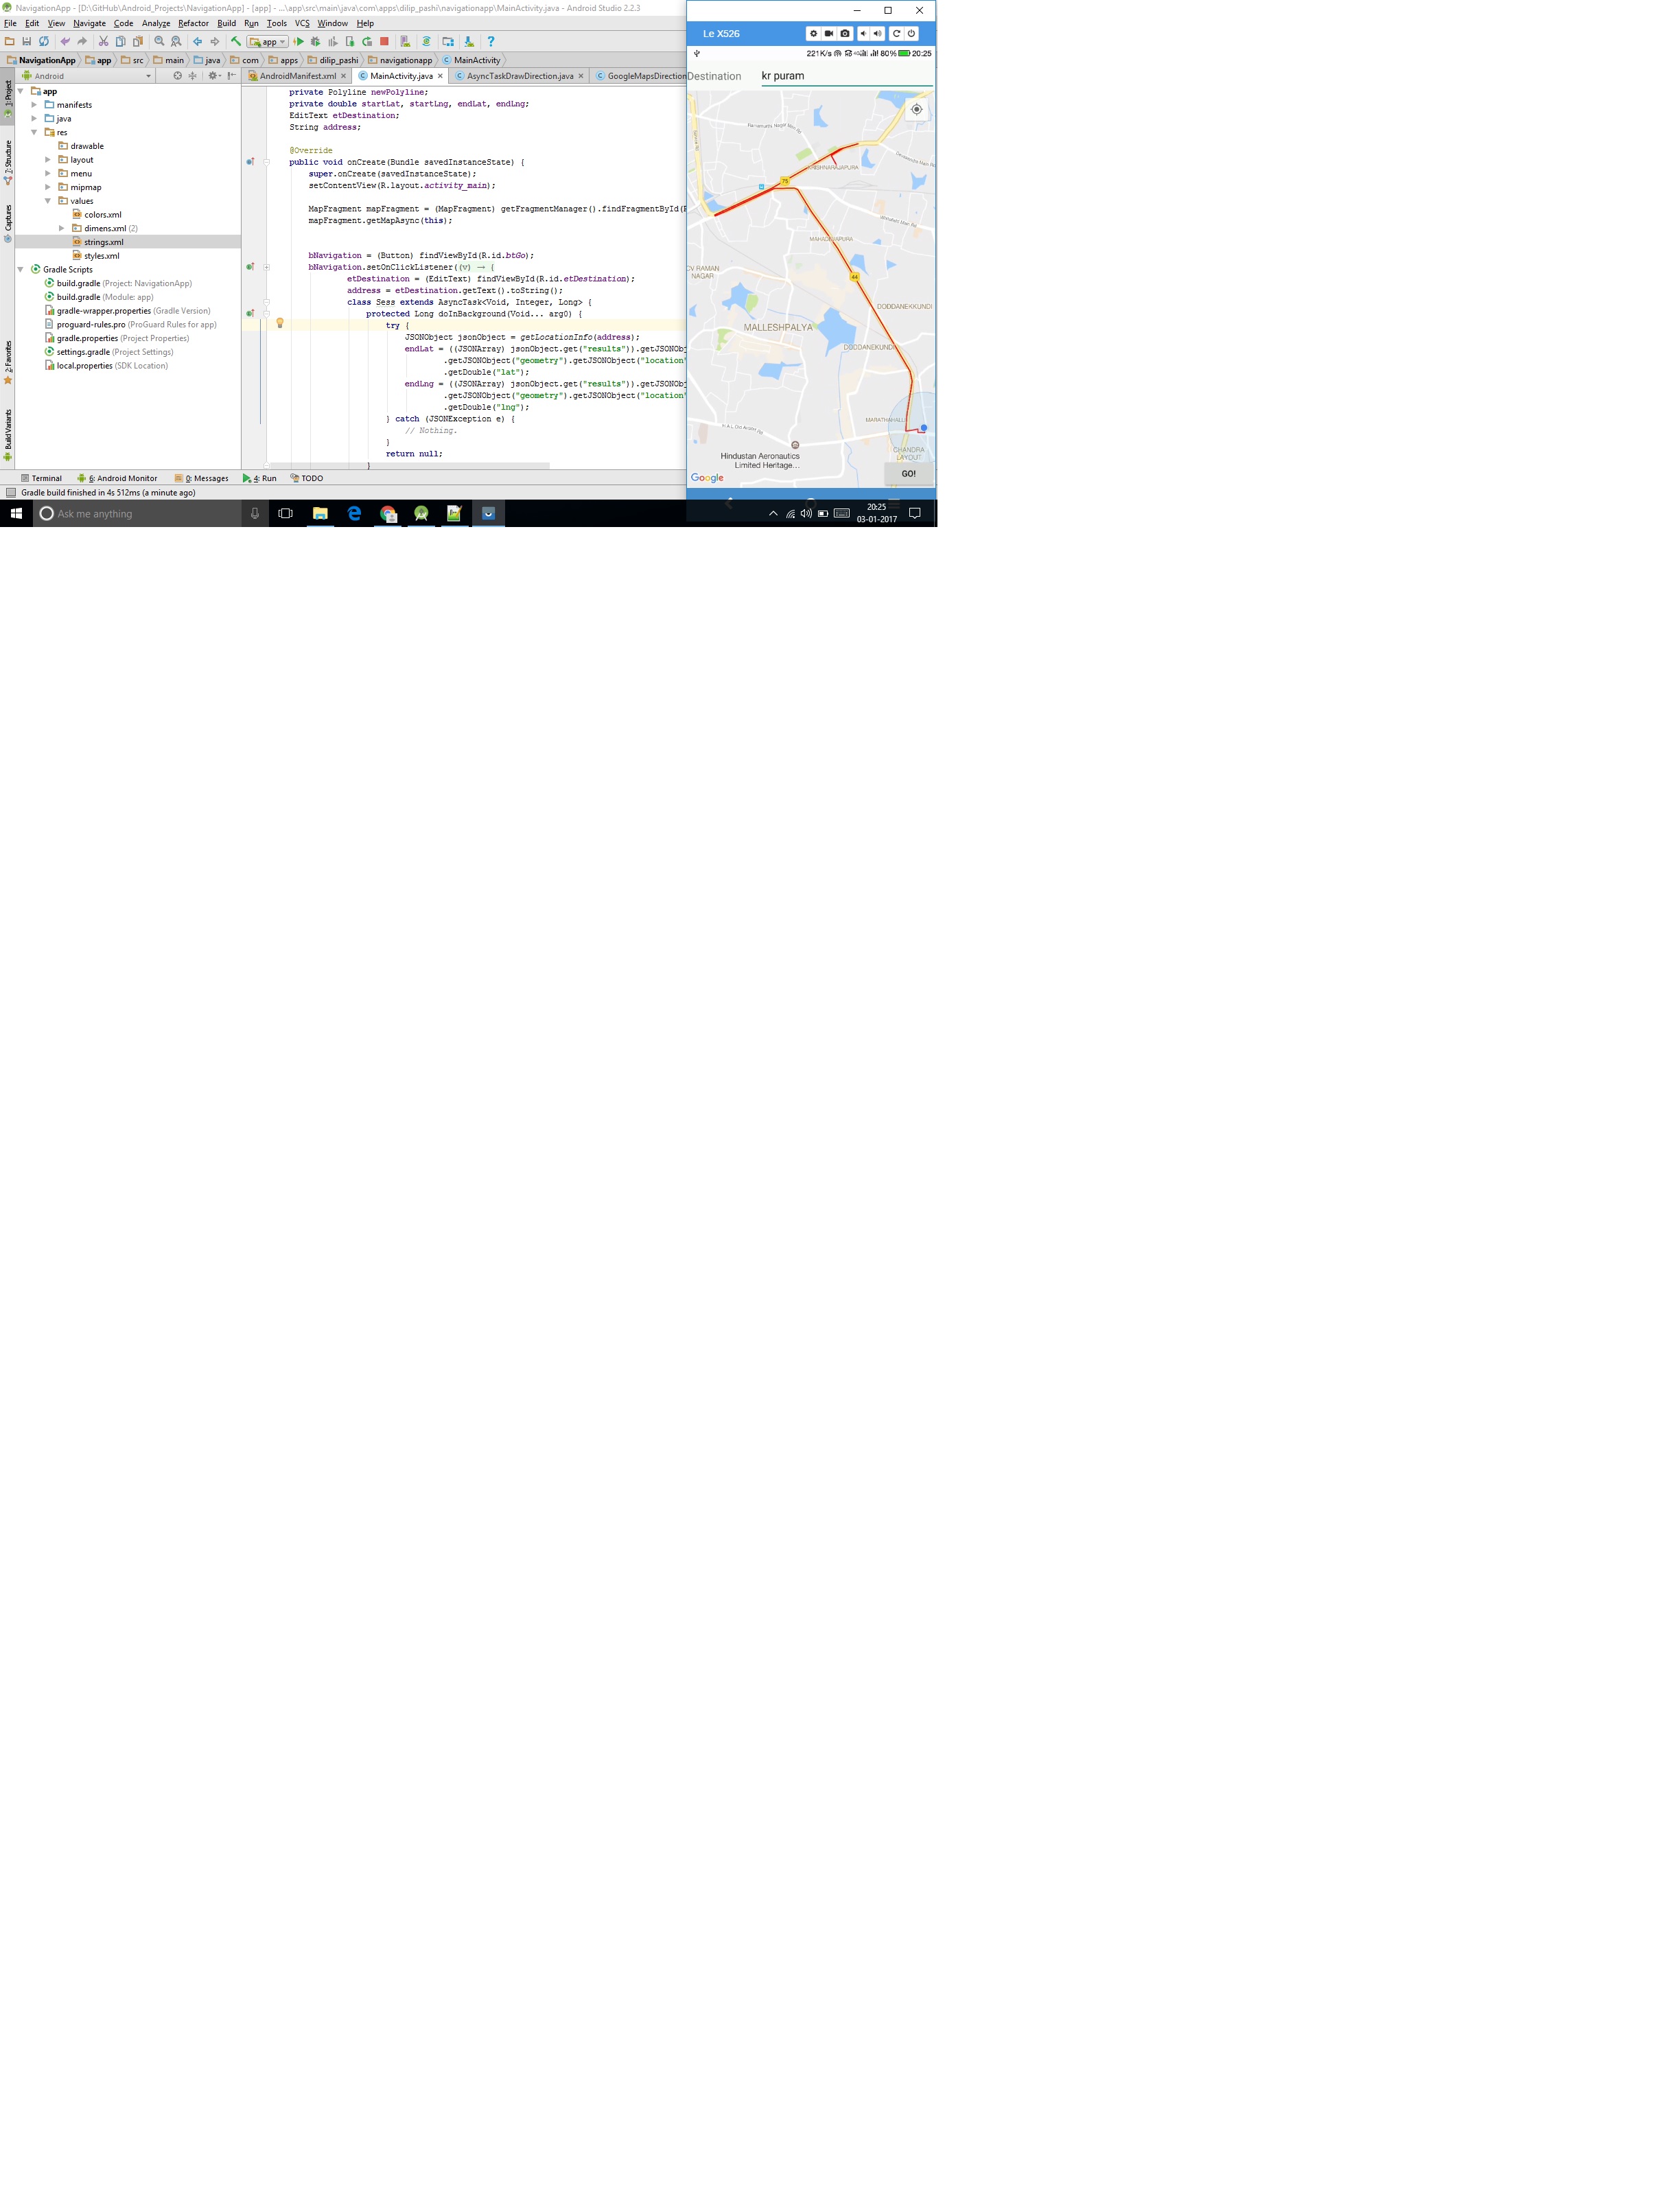 NavigationApp - [D:\GitHub\Android_Projects\NavigationApp] - [app] - ...\app\src\main\java\com\apps\dilip_pashi\navigationapp\MainActivity.java - Android Studio 2.2.3
File Edit View Navigate Code Analyze Refactor Build Run Tools VCS Window Help
app
NavigationApp app src main java com apps dilip_pashi navigationapp MainActivity
Android
AndroidManifest.xml MainActivity.java AsyncTaskDrawDirection.java GoogleMapsDirection
1: Project
7: Structure
Captures
2: Favorites
Build Variants
app
manifests
java
res
drawable
layout
menu
mipmap
values
colors.xml
dimens.xml (2)
strings.xml
styles.xml
Gradle Scripts
build.gradle (Project: NavigationApp)
build.gradle (Module: app)
gradle-wrapper.properties (Gradle Version)
proguard-rules.pro (ProGuard Rules for app)
gradle.properties (Project Properties)
settings.gradle (Project Settings)
local.properties (SDK Location)
private Polyline newPolyline;
private double startLat, startLng, endLat, endLng;
EditText etDestination;
String address;
@Override
public void onCreate(Bundle savedInstanceState) {
super.onCreate(savedInstanceState);
setContentView(R.layout.activity_main);
MapFragment mapFragment = (MapFragment) getFragmentManager().findFragmentById(
mapFragment.getMapAsync(this);
bNavigation = (Button) findViewById(R.id.btGo);
bNavigation.setOnClickListener((v) → {
etDestination = (EditText) findViewById(R.id.etDestination);
address = etDestination.getText().toString();
class Sess extends AsyncTask<Void, Integer, Long> {
protected Long doInBackground(Void... arg0) {
try {
JSONObject jsonObject = getLocationInfo(address);
endLat = ((JSONArray) jsonObject.get("results")).getJSONObj
.getJSONObject("geometry").getJSONObject("location"
.getDouble("lat");
endLng = ((JSONArray) jsonObject.get("results")).getJSONObj
.getJSONObject("geometry").getJSONObject("location"
.getDouble("lng");
} catch (JSONException e) {
// Nothing.
}
return null;
}
Terminal 6: Android Monitor 0: Messages 4: Run TODO
Gradle build finished in 4s 512ms (a minute ago)
Le X526
221K/s 80% 20:25
Destination kr puram
75
MAHADEVAPURA
CV RAMAN
NAGAR
44
DODDANEKKUNDI
MALLESHPALYA
DODDANEKUNDI
CHANDRA
LAYOUT
Hindustan Aeronautics
Limited Heritage...
Google
GO!
Ask me anything
20:25
03-01-2017